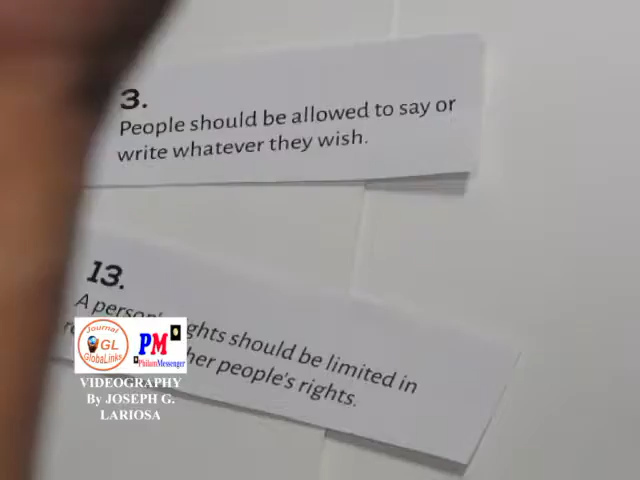 3.
People should be allowed to say or
write whatever they wish.
13.
A person's rights should be limited in
her people's rights.
Journal
GL
GlobaLinks
PM
PhilamMessenger
VIDEOGRAPHY
By JOSEPH G.
LARIOSA